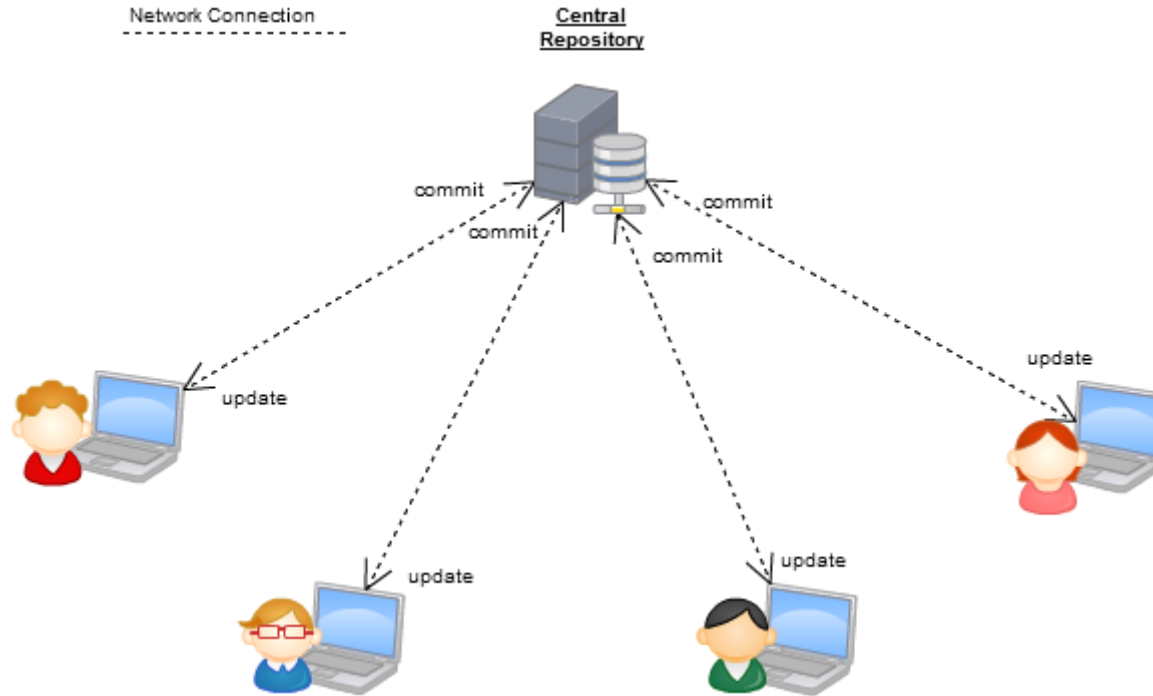 Network Connection
Central
Repository
commit
commit
commit
commit
update
update
update
update